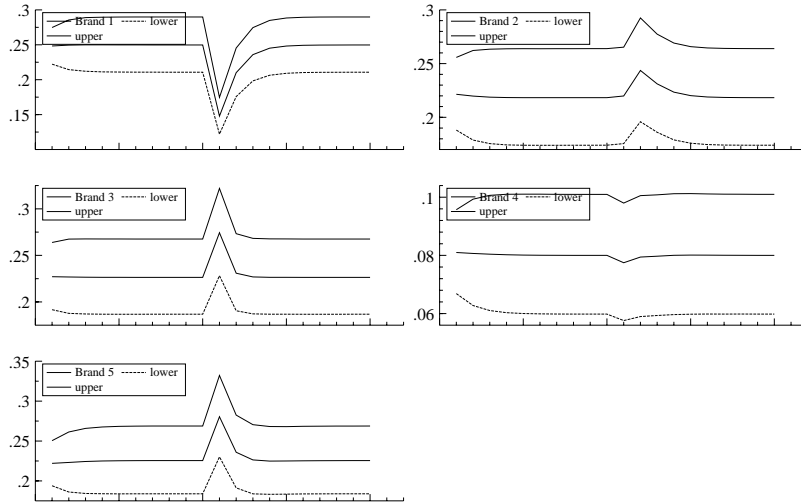 .3
Brand 1 lower
upper
.25
.2
.15
.3
Brand 2 lower
upper
.25
.2
Brand 3 lower
upper
.3
.25
.2
.1
Brand 4 lower
upper
.08
.06
.35
Brand 5 lower
upper
.3
.25
.2